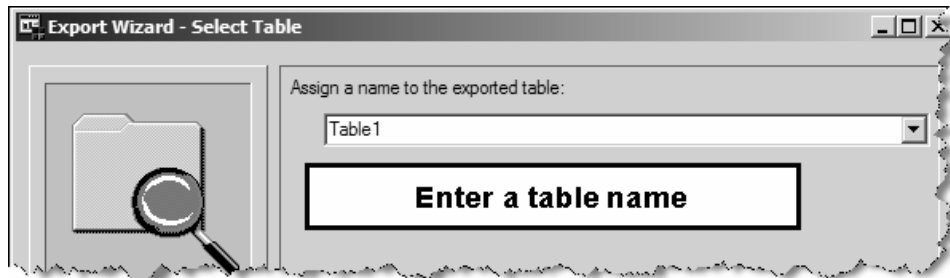 Export Wizard - Select Table
Assign a name to the exported table:
Table1
Enter a table name